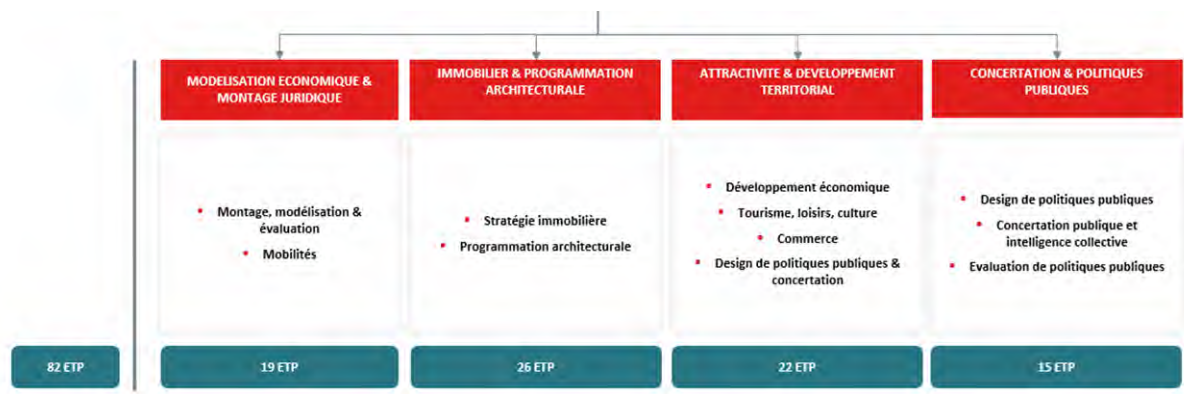 MODELISATION ECONOMIQUE &
MONTAGE JURIDIQUE
IMMOBILIER & PROGRAMMATION
ARCHITECTURALE
ATTRACTIVITE & DEVELOPPEMENT
TERRITORIAL
CONCERTATION & POLITIQUES
PUBLIQUES
▪ Montage, modélisation &
évaluation
▪ Mobilités
▪ Stratégie immobilière
▪ Programmation architecturale
▪ Développement économique
▪ Tourisme, loisirs, culture
▪ Commerce
▪ Design de politiques publiques &
concertation
▪ Design de politiques publiques
▪ Concertation publique et
intelligence collective
▪ Evaluation de politiques publiques
82 ETP
19 ETP
26 ETP
22 ETP
15 ETP